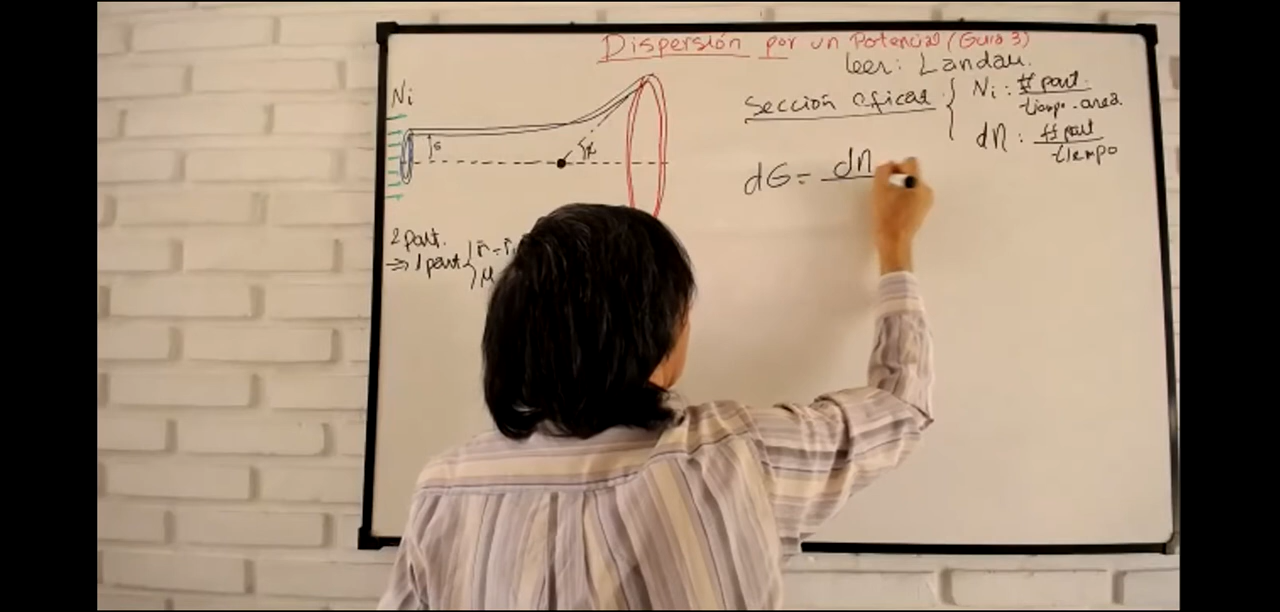 Dispersión por un Potencial (Guia 3)
leer: Landau.
Sección eficaz
Ni: # part
tiempo.area
dN: # part
tiempo
dσ = dN
Ni
s
χ
2 part.
⇒ 1 part
μ